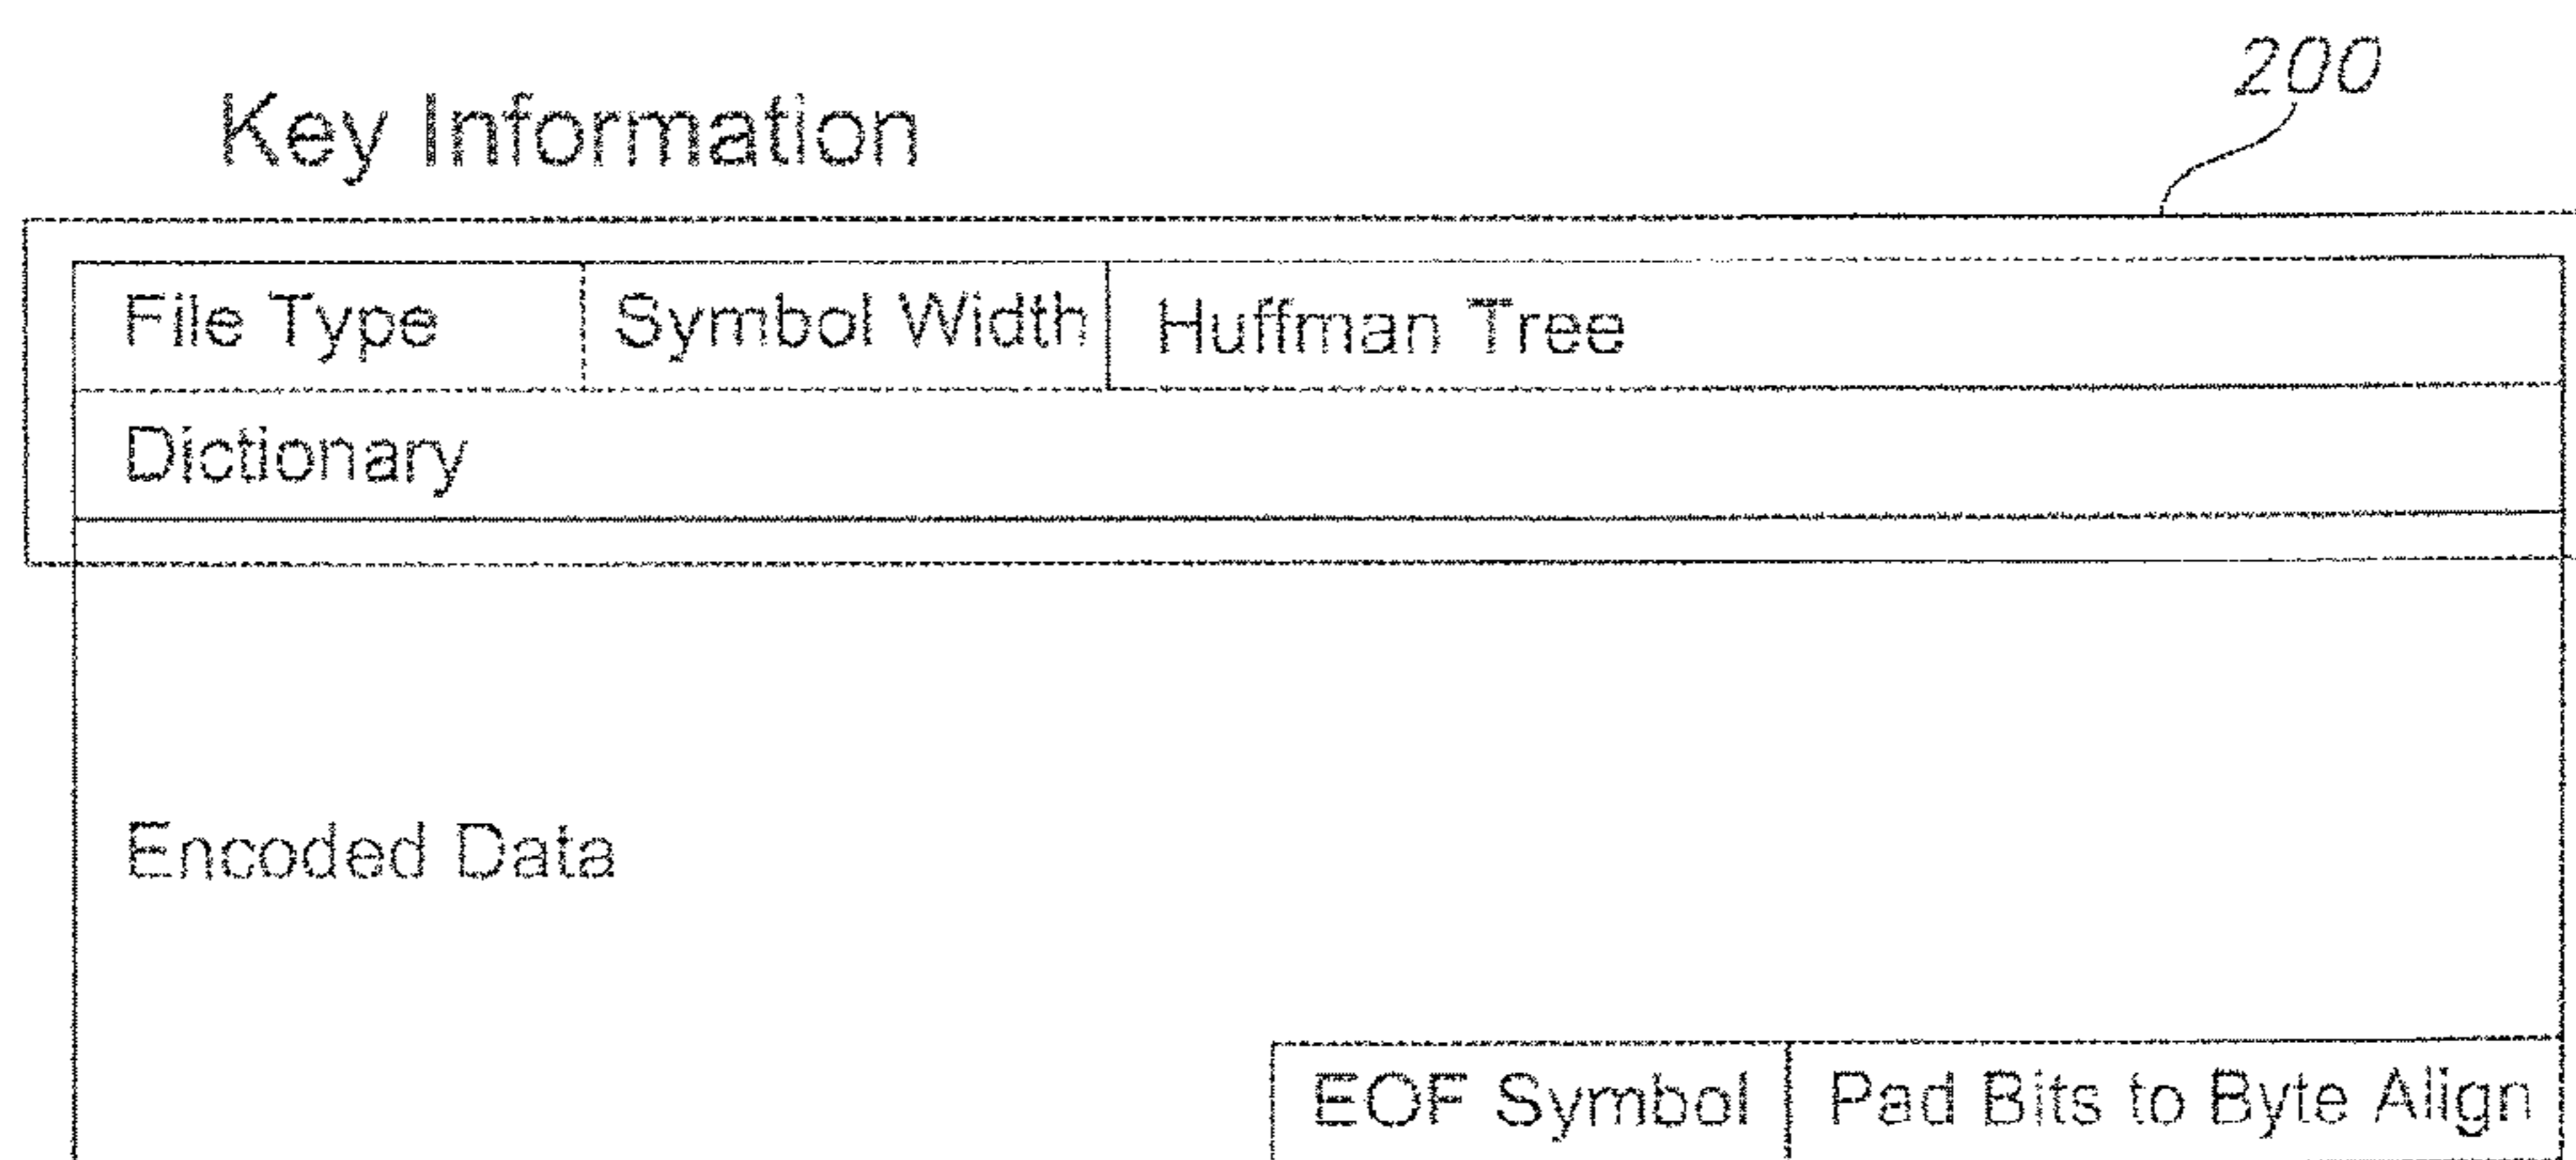 200
Key Information
File Type Symbol Width Huffman Tree
Dictionary
Encoded Data
EOF Symbol Pad Bits to Byte Align